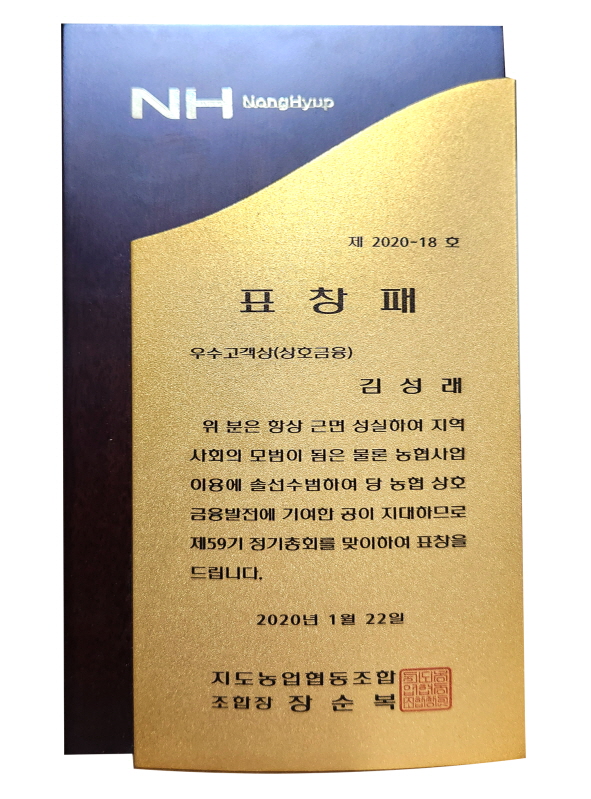 NH NongHyup
제 2020-18 호
표 창 패
우수고객상(상호금융)
김 성 래
위 분은 항상 근면 성실하여 지역
사회의 모범이 됨은 물론 농협사업
이용에 솔선수범하여 당 농협 상호
금융발전에 기여한 공이 지대하므로
제59기 정기총회를 맞이하여 표창을
드립니다.
2020년 1월 22일
지도농업협동조합
조합장 장 순 복